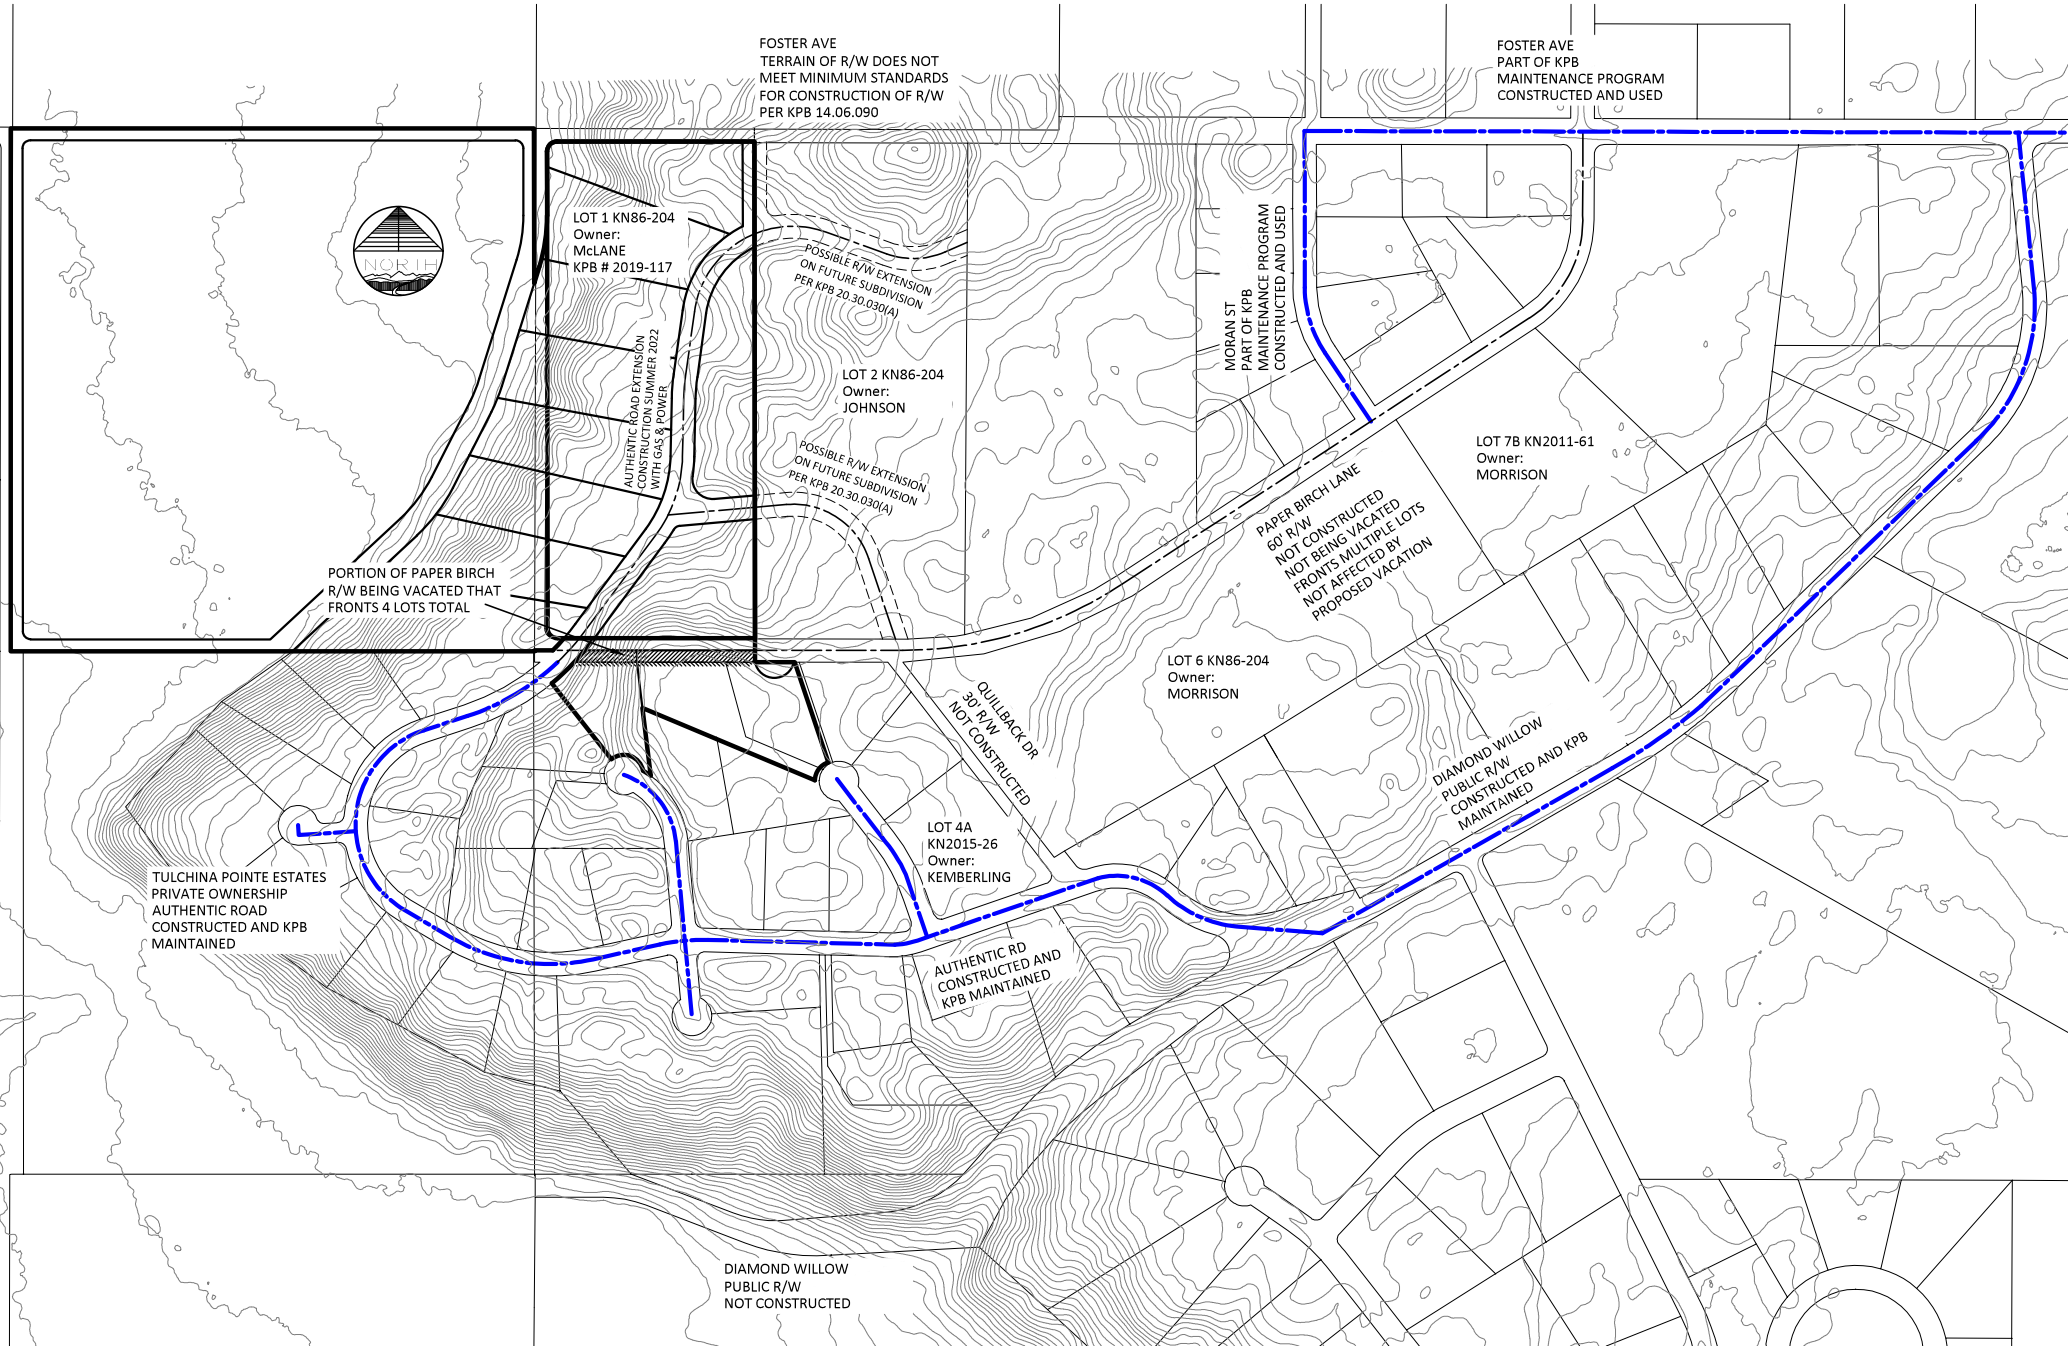 FOSTER AVE
TERRAIN OF R/W DOES NOT
MEET MINIMUM STANDARDS
FOR CONSTRUCTION OF R/W
PER KPB 14.06.090
FOSTER AVE
PART OF KPB
MAINTENANCE PROGRAM
CONSTRUCTED AND USED
NORTH
LOT 1 KN86-204
Owner:
McLANE
KPB # 2019-117
POSSIBLE R/W EXTENSION
ON FUTURE SUBDIVISION
PER KPB 20.30.030(A)
MORAN ST
PART OF KPB
MAINTENANCE PROGRAM
CONSTRUCTED AND USED
AUTHENTIC ROAD EXTENSION
CONSTRUCTION SUMMER 2022
WITH GAS & POWER
LOT 2 KN86-204
Owner:
JOHNSON
POSSIBLE R/W EXTENSION
ON FUTURE SUBDIVISION
PER KPB 20.30.030(A)
LOT 7B KN2011-61
Owner:
MORRISON
PAPER BIRCH LANE
60' R/W
NOT CONSTRUCTED
NOT BEING VACATED
FRONTS MULTIPLE LOTS
NOT AFFECTED BY
PROPOSED VACATION
PORTION OF PAPER BIRCH
R/W BEING VACATED THAT
FRONTS 4 LOTS TOTAL
LOT 6 KN86-204
Owner:
MORRISON
QUILLBACK DR
30' R/W
NOT CONSTRUCTED
DIAMOND WILLOW
PUBLIC R/W
CONSTRUCTED AND KPB
MAINTAINED
LOT 4A
KN2015-26
Owner:
KEMBERLING
TULCHINA POINTE ESTATES
PRIVATE OWNERSHIP
AUTHENTIC ROAD
CONSTRUCTED AND KPB
MAINTAINED
AUTHENTIC RD
CONSTRUCTED AND
KPB MAINTAINED
DIAMOND WILLOW
PUBLIC R/W
NOT CONSTRUCTED